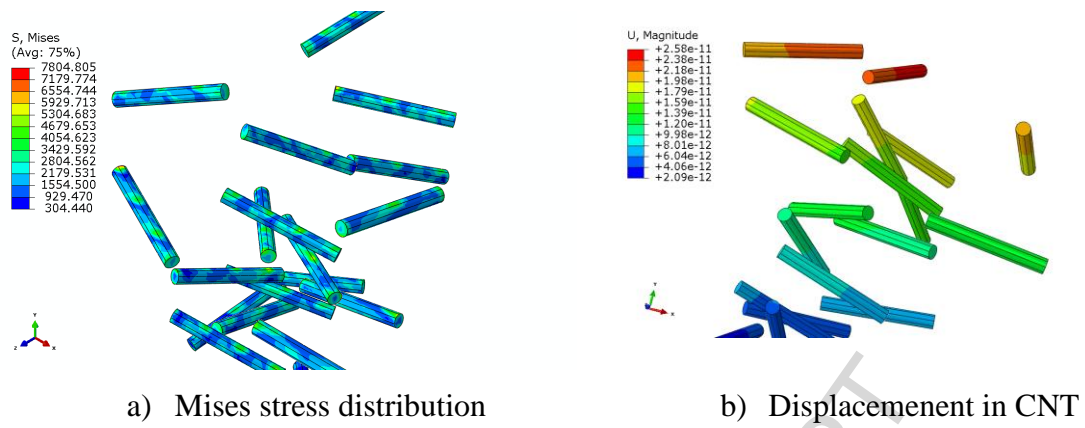 S, Mises
(Avg: 75%)
7804.805
7179.774
6554.744
5929.713
5304.683
4679.653
4054.623
3429.592
2804.562
2179.531
1554.500
929.470
304.440
Y
Z X
U, Magnitude
+2.58e-11
+2.38e-11
+2.18e-11
+1.98e-11
+1.79e-11
+1.59e-11
+1.39e-11
+1.20e-11
+9.98e-12
+8.01e-12
+6.04e-12
+4.06e-12
+2.09e-12
Y
Z X
a) Mises stress distribution
b) Displacemenent in CNT
PT